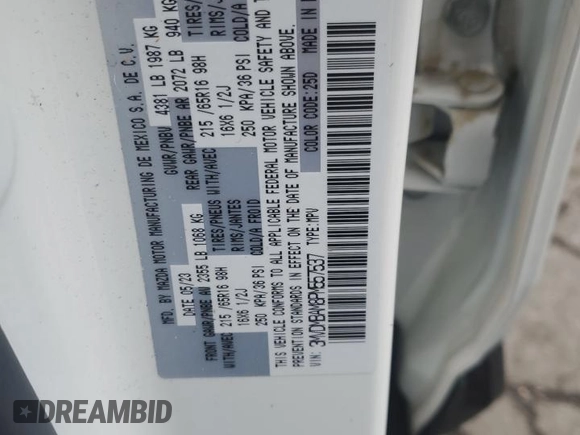 MFD. BY MAZDA MOTOR MANUFACTURING DE MEXICO S.A. DE C.V.
DATE 05/23 GVWR/PNBV 4381 LB 1987 KG
FRONT GAWR/PNBE AV 2355 LB 1068 KG REAR GAWR/PNBE AR 2072 LB 940 KG
WITH/AVEC TIRES/PNEUS WITH/AVEC TIRES/
215 /65R16 98H RIMS/JANTES 215 /65R16 98H RIMS/
16X6 1/2J COLD/A FROID 16X6 1/2J COLD/A
250 KPA/36 PSI 250 KPA/36 PSI
THIS VEHICLE CONFORMS TO ALL APPLICABLE FEDERAL MOTOR VEHICLE SAFETY AND
PREVENTION STANDARDS IN EFFECT ON THE DATE OF MANUFACTURE SHOWN ABOVE.
VIN: TYPE:MPV COLOR CODE:25D MADE IN
DREAMBID